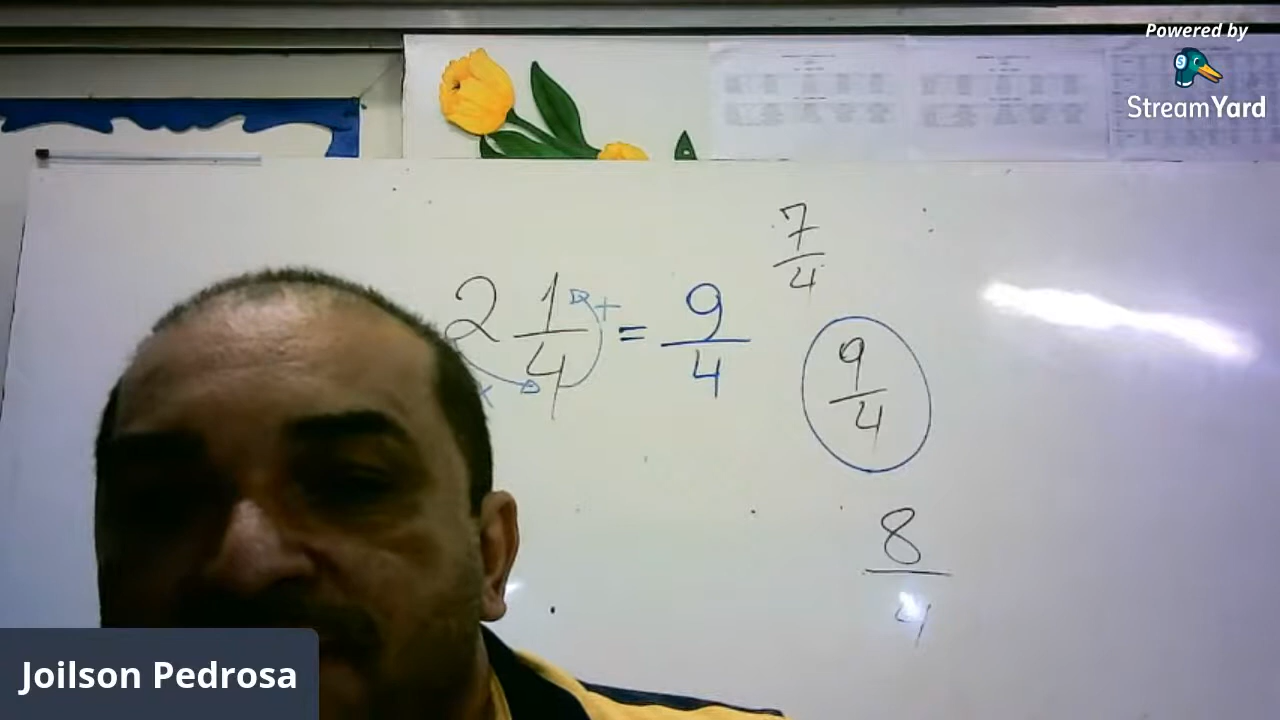 Powered by
StreamYard
7/4
2 1/4 = 9/4
+
x
9/4
8/4
Joilson Pedrosa